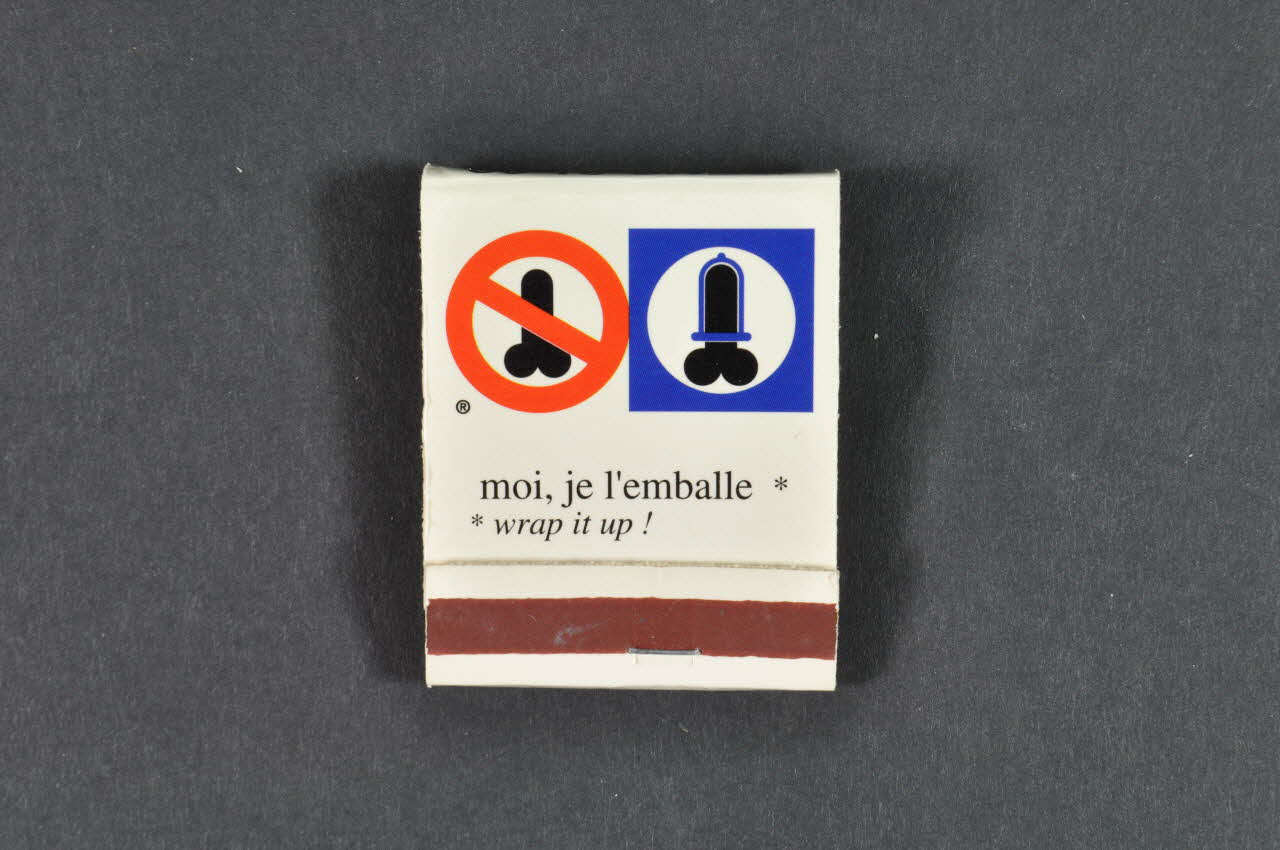 ®
moi, je l'emballe *
* wrap it up !